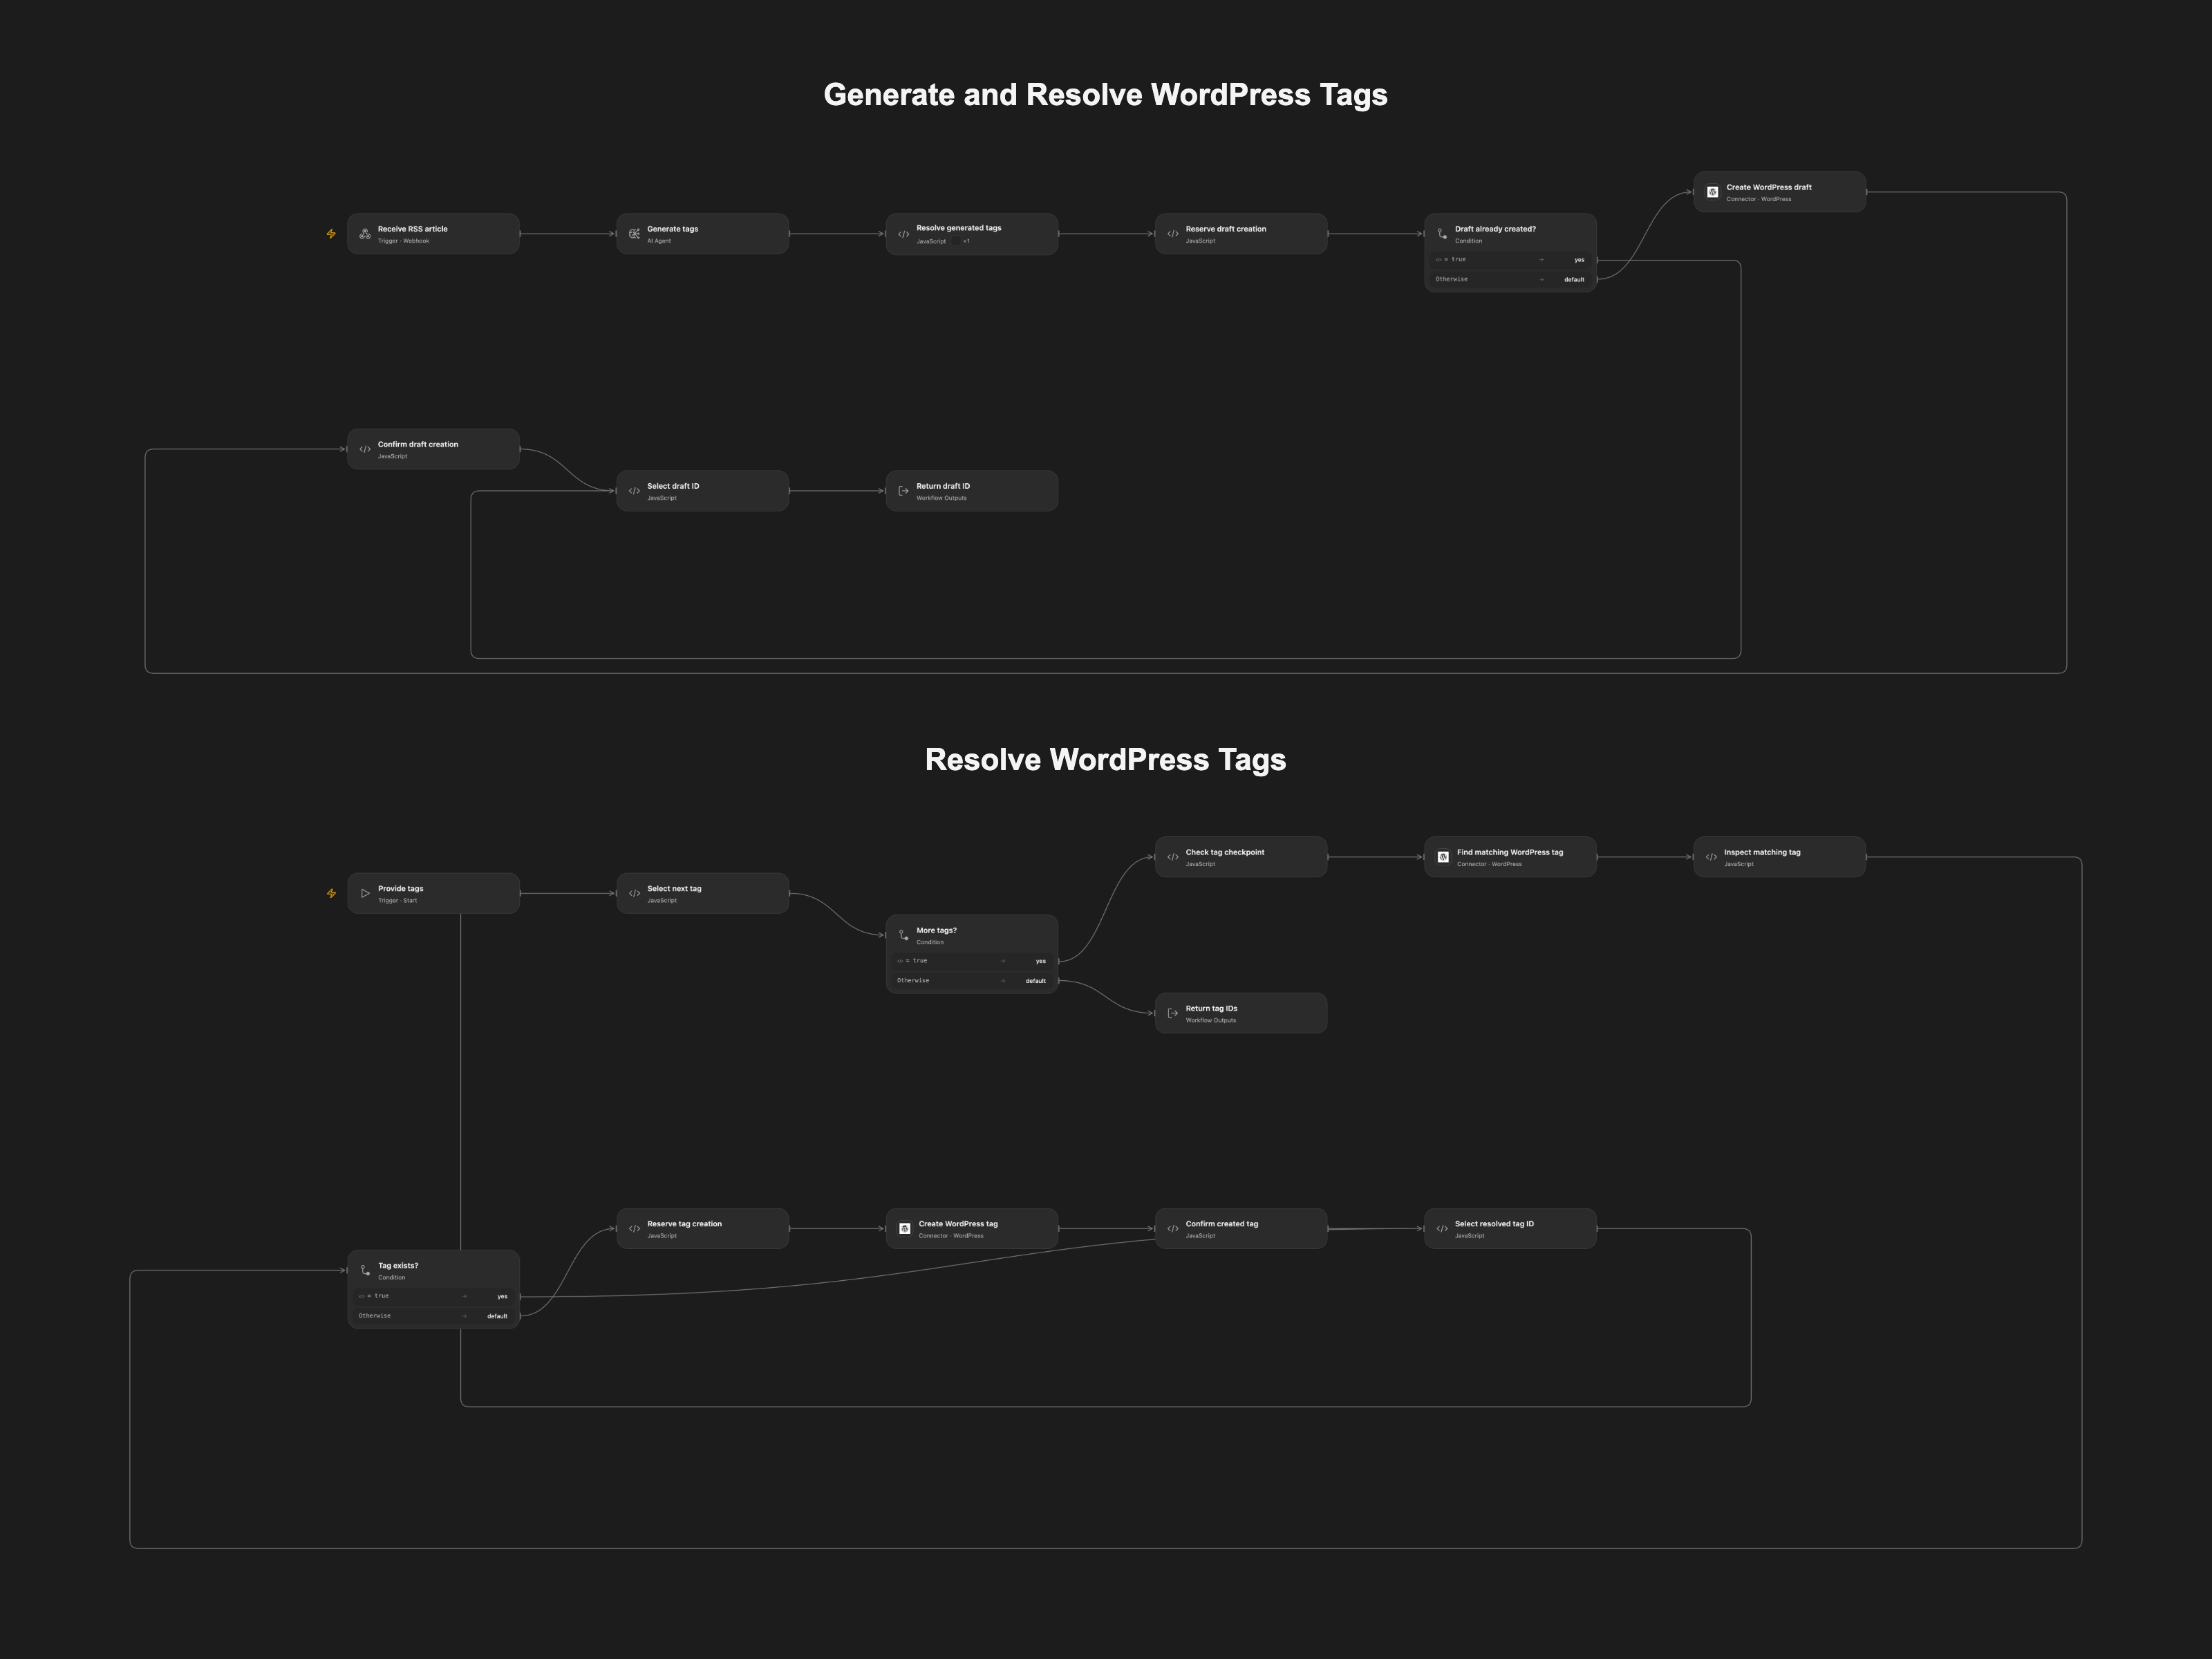 Generate and Resolve WordPress Tags
Create WordPress draft
Connector · WordPress
Receive RSS article
Trigger · Webhook
Generate tags
AI Agent
Resolve generated tags
JavaScript +1
Reserve draft creation
JavaScript
Draft already created?
Condition
</> = true → yes
Otherwise → default
Confirm draft creation
JavaScript
Select draft ID
JavaScript
Return draft ID
Workflow Outputs
Resolve WordPress Tags
Check tag checkpoint
JavaScript
Find matching WordPress tag
Connector · WordPress
Inspect matching tag
JavaScript
Provide tags
Trigger · Start
Select next tag
JavaScript
More tags?
Condition
</> = true → yes
Otherwise → default
Return tag IDs
Workflow Outputs
Reserve tag creation
JavaScript
Create WordPress tag
Connector · WordPress
Confirm created tag
JavaScript
Select resolved tag ID
JavaScript
Tag exists?
Condition
</> = true → yes
Otherwise → default